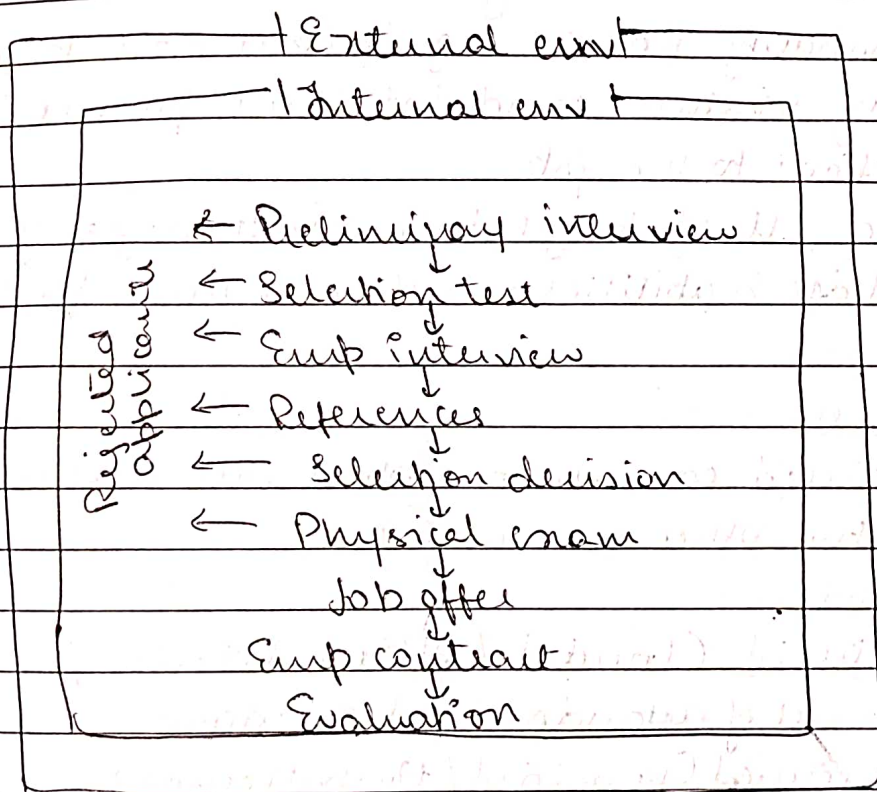 External env
Internal env
Preliminary interview
Selection test
Emp interview
References
Selection decision
Physical exam
Job offer
Emp contract
Evaluation
Rejected
applicants